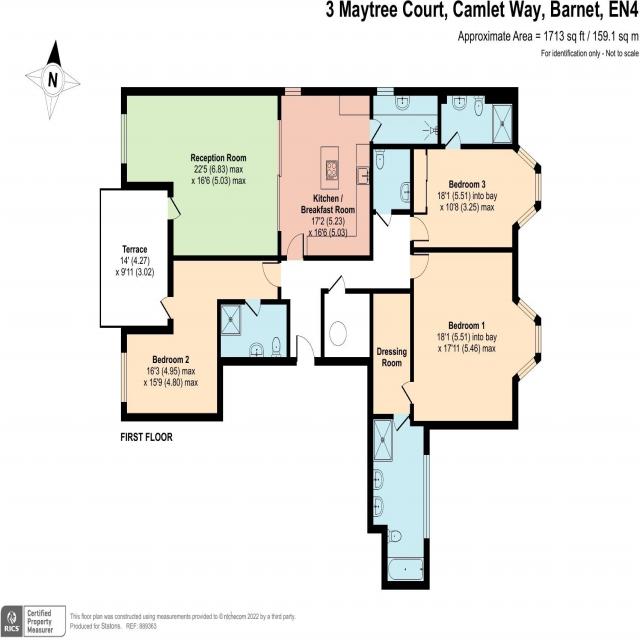 3 Maytree Court, Camlet Way, Barnet, EN4
Approximate Area = 1713 sq ft / 159.1 sq m
For identification only - Not to scale
N
Reception Room
22'5 (6.83) max
x 16'6 (5.03) max
Kitchen /
Breakfast Room
17'2 (5.23)
x 16'6 (5.03)
Bedroom 3
18'1 (5.51) into bay
x 10'8 (3.25) max
Terrace
14' (4.27)
x 9'11 (3.02)
Bedroom 1
18'1 (5.51) into bay
x 17'11 (5.46) max
Dressing
Room
Bedroom 2
16'3 (4.95) max
x 15'9 (4.80) max
FIRST FLOOR
RICS
Certified
Property
Measurer
This floor plan was constructed using measurements provided to © nichecom 2022 by a third party.
Produced for Statons. REF: 889363